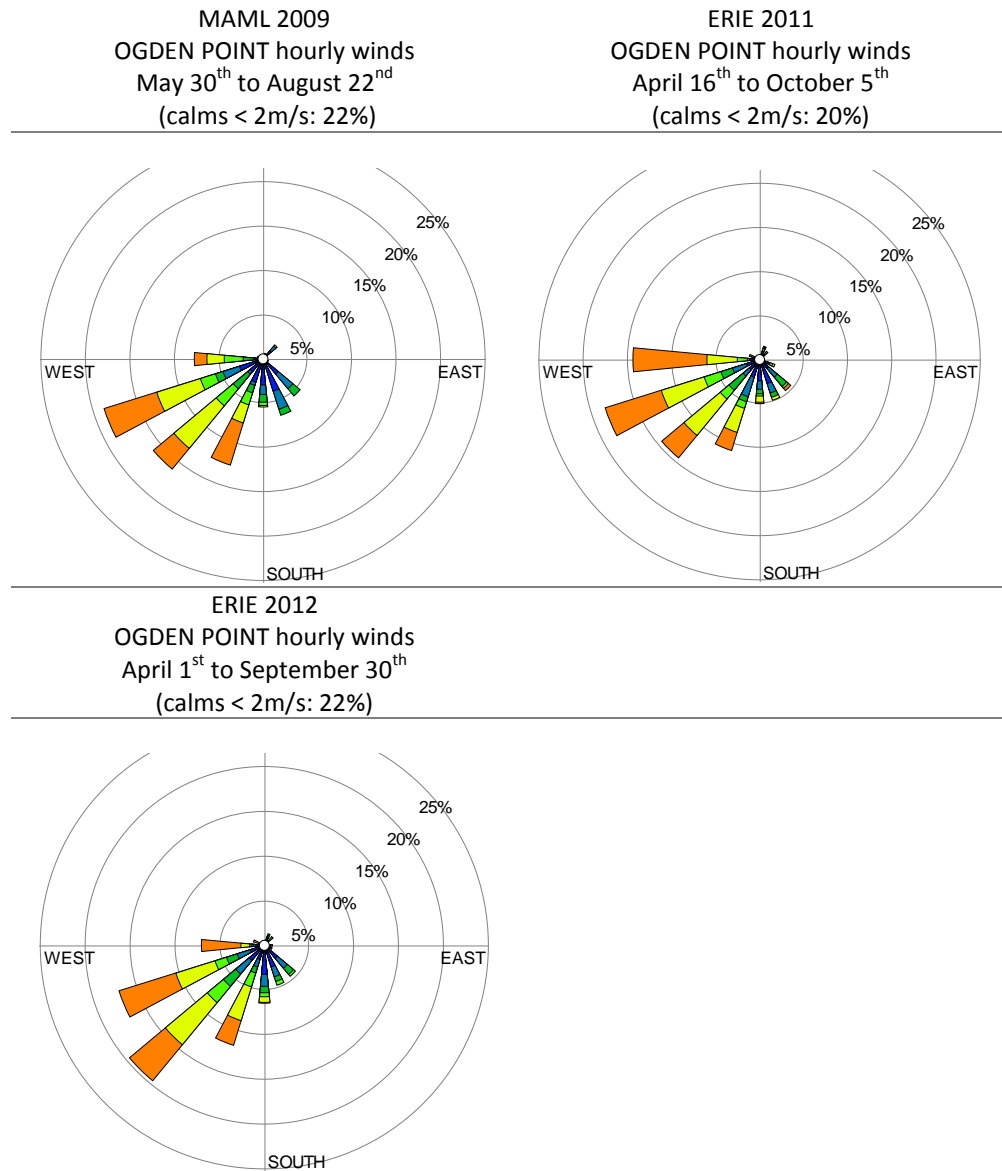 MAML 2009
OGDEN POINT hourly winds
May 30th to August 22nd
(calms < 2m/s: 22%)
25%
20%
15%
10%
5%
WEST
EAST
SOUTH
ERIE 2011
OGDEN POINT hourly winds
April 16th to October 5th
(calms < 2m/s: 20%)
25%
20%
15%
10%
5%
WEST
EAST
SOUTH
ERIE 2012
OGDEN POINT hourly winds
April 1st to September 30th
(calms < 2m/s: 22%)
25%
20%
15%
10%
5%
WEST
EAST
SOUTH